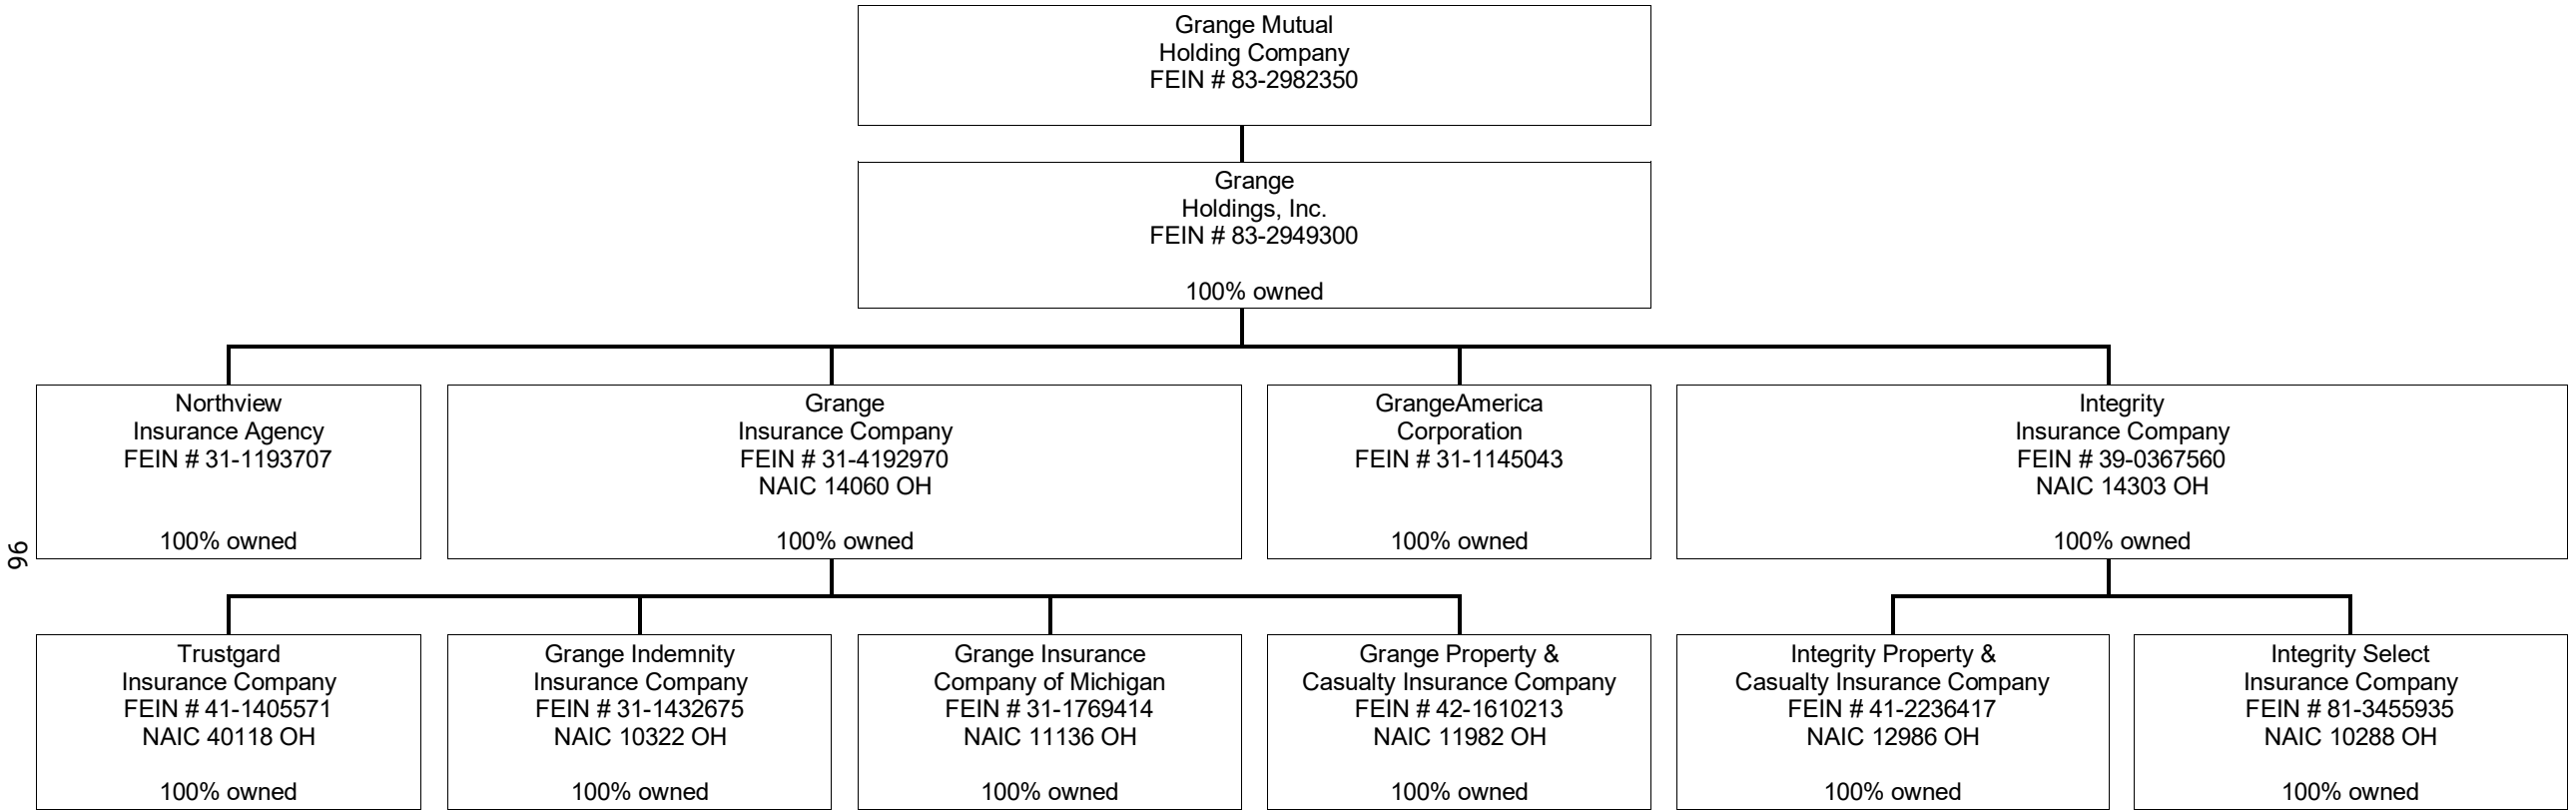 Grange Mutual
Holding Company
FEIN # 83-2982350
Grange
Holdings, Inc.
FEIN # 83-2949300
100% owned
Northview
Insurance Agency
FEIN # 31-1193707
100% owned
Grange
Insurance Company
FEIN # 31-4192970
NAIC 14060 OH
100% owned
GrangeAmerica
Corporation
FEIN # 31-1145043
100% owned
Integrity
Insurance Company
FEIN # 39-0367560
NAIC 14303 OH
100% owned
96
Trustgard
Insurance Company
FEIN # 41-1405571
NAIC 40118 OH
100% owned
Grange Indemnity
Insurance Company
FEIN # 31-1432675
NAIC 10322 OH
100% owned
Grange Insurance
Company of Michigan
FEIN # 31-1769414
NAIC 11136 OH
100% owned
Grange Property &
Casualty Insurance Company
FEIN # 42-1610213
NAIC 11982 OH
100% owned
Integrity Property &
Casualty Insurance Company
FEIN # 41-2236417
NAIC 12986 OH
100% owned
Integrity Select
Insurance Company
FEIN # 81-3455935
NAIC 10288 OH
100% owned